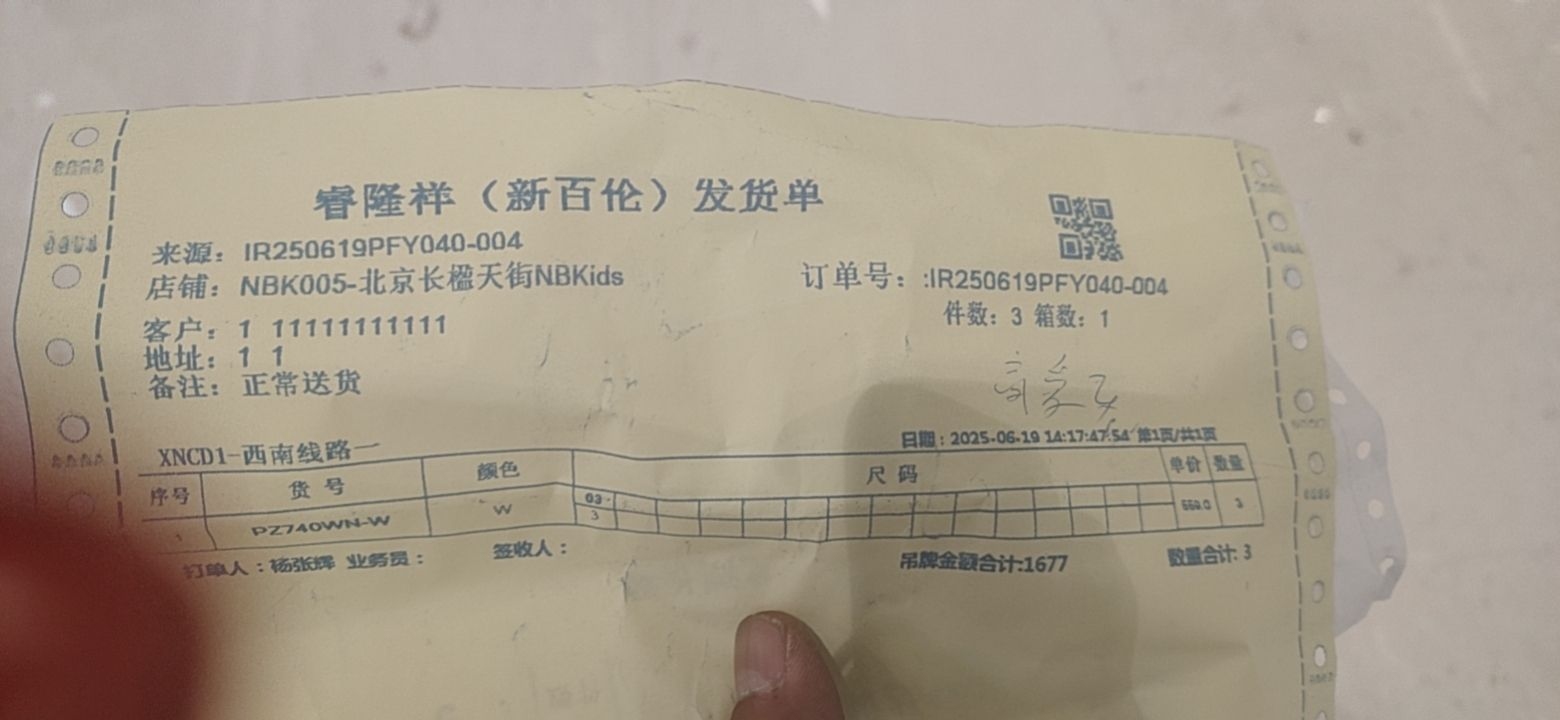 睿隆祥（新百伦）发货单
来源：IR250619PFY040-004
店铺：NBK005-北京长楹天街NBKids
订单号：:IR250619PFY040-004
件数：3 箱数：1
客户：1 11111111111
地址：1 1
备注：正常送货
XNCD1-西南线路一
日期：2025-06-19 14:17:47.54 第1页/共1页
序号 货号 颜色 尺码 单价 数量
03
1 PZ740WN-W W 3 3
打单人：杨张辉 业务员： 签收人： 吊牌金额合计:1677 数量合计: 3